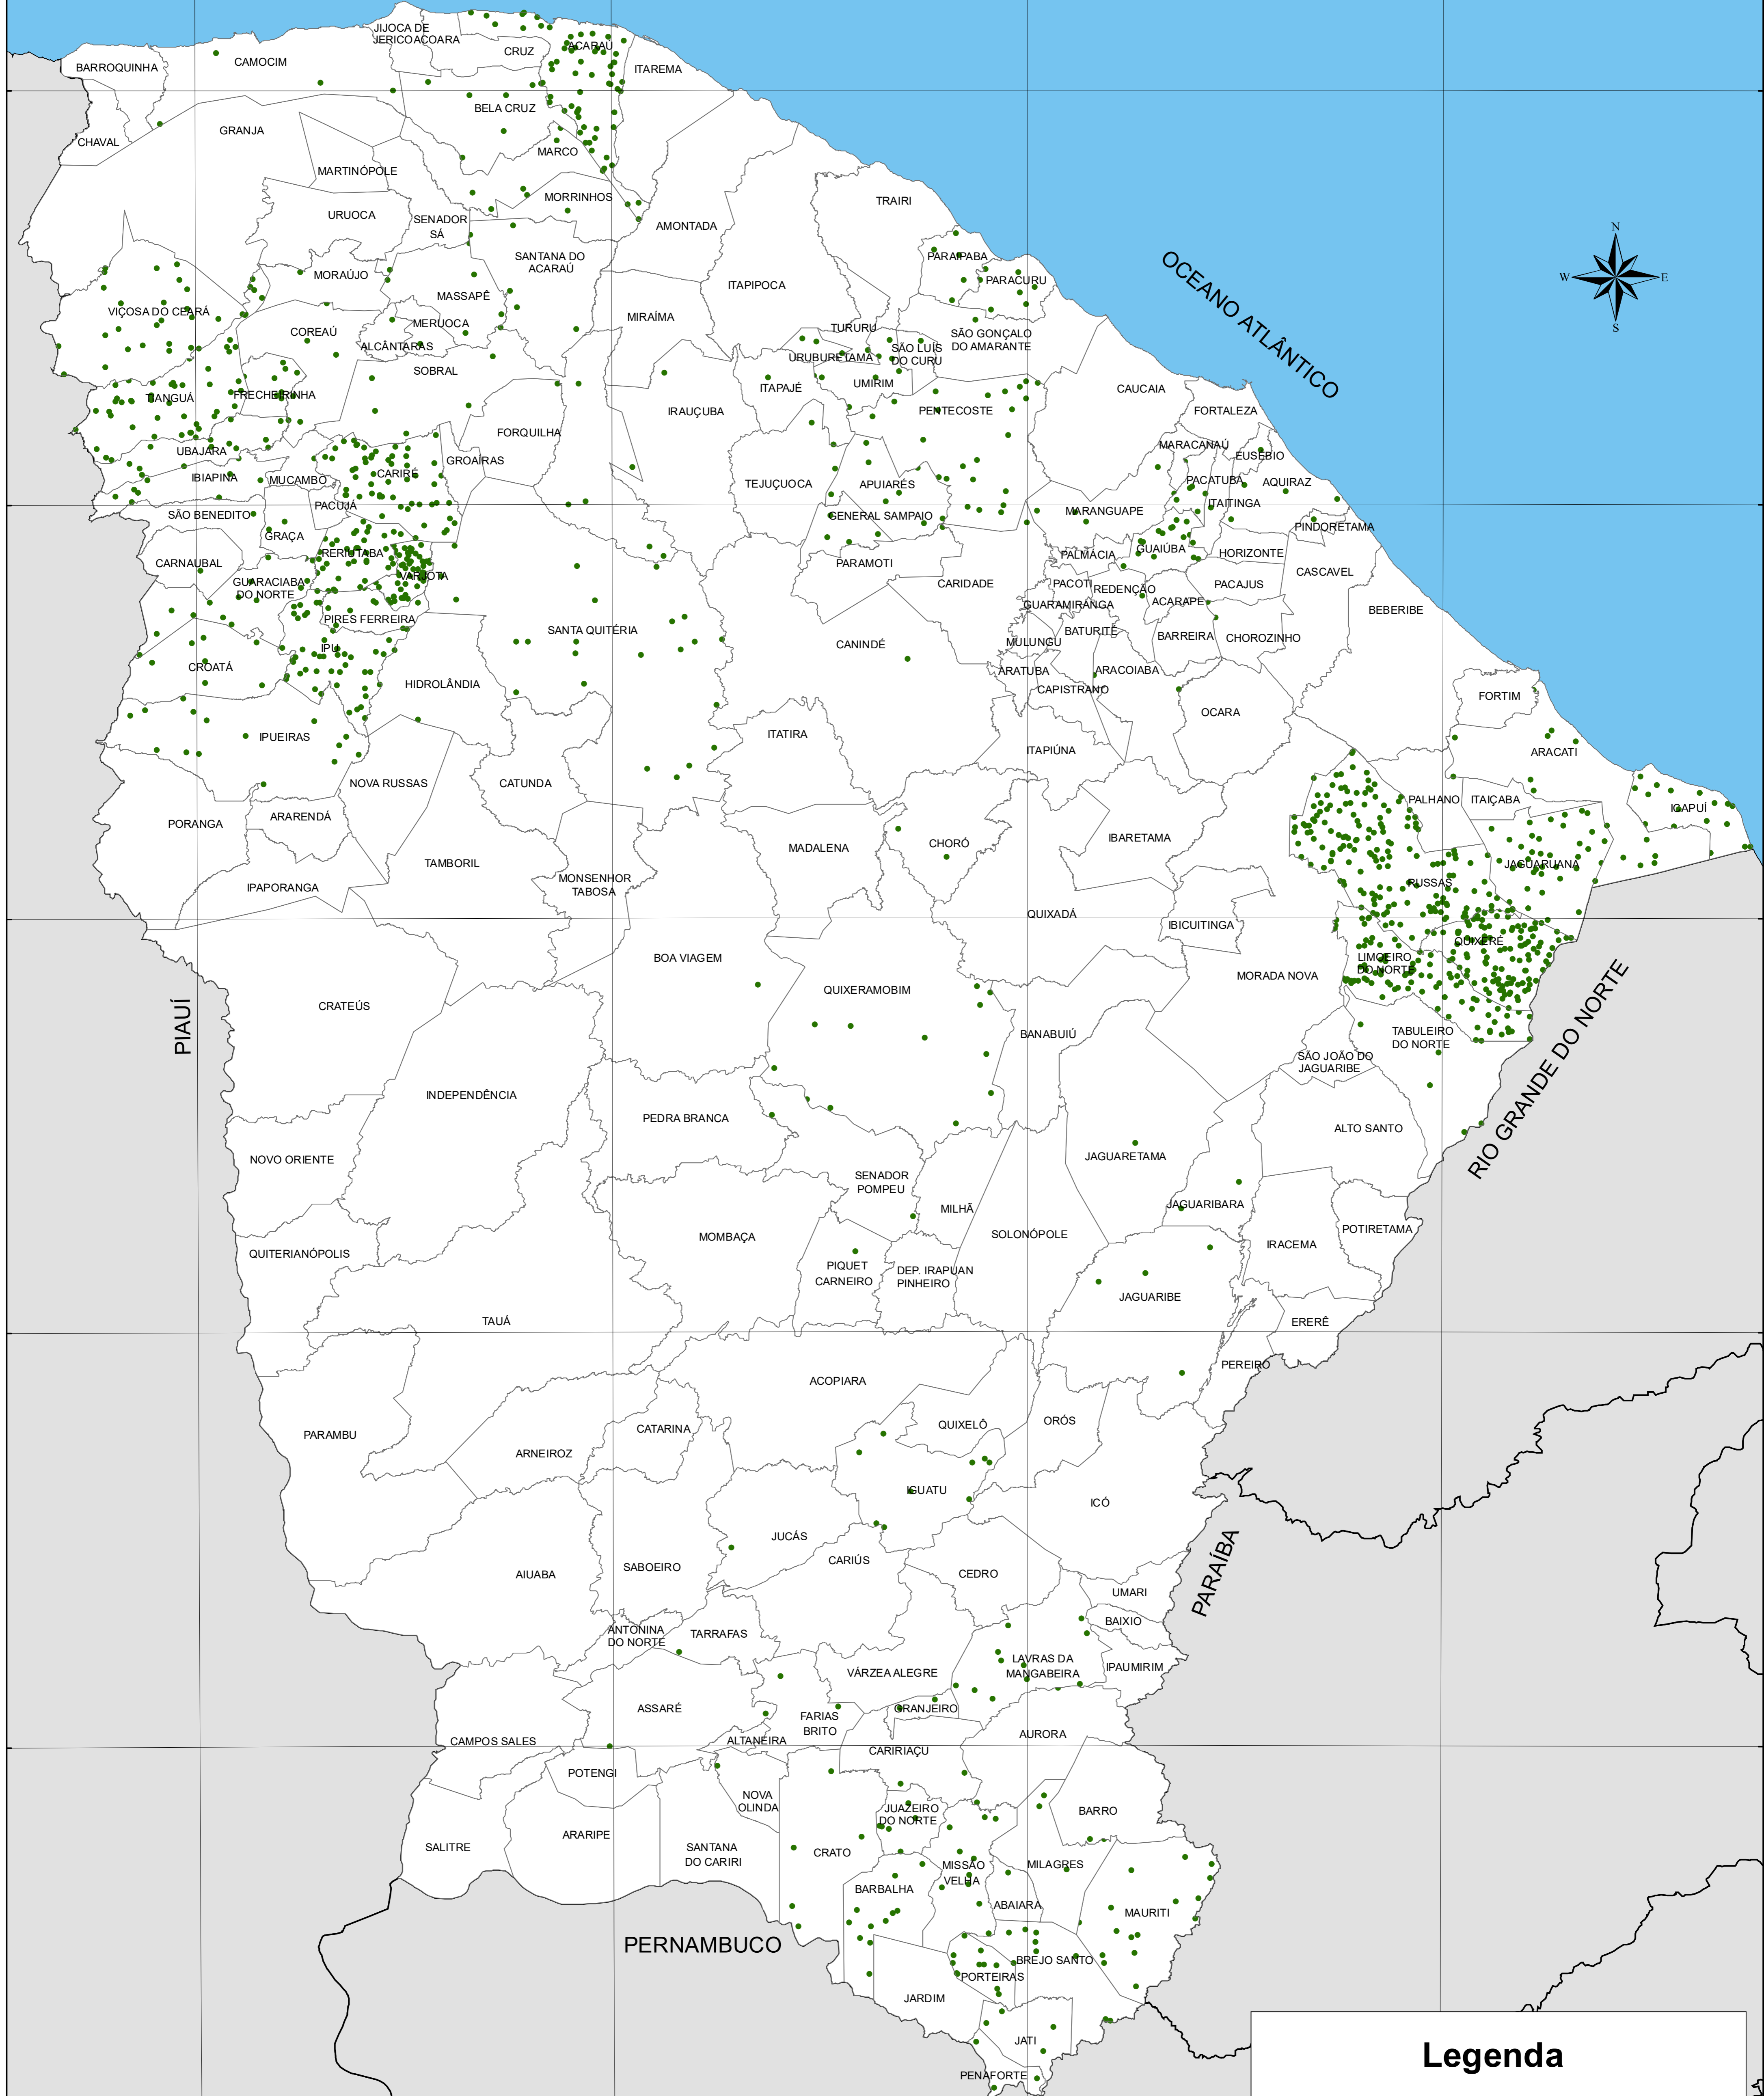 JIJOCA DE
JERICOACOARA
CRUZ
ACARAÚ
BARROQUINHA
CAMOCIM
ITAREMA
BELA CRUZ
CHAVAL
GRANJA
MARCO
MARTINÓPOLE
MORRINHOS
TRAIRI
URUOCA
SENADOR
SÁ
AMONTADA
N
W
E
S
SANTANA DO
ACARAÚ
PARAIPABA
OCEANO ATLÂNTICO
MORAÚJO
PARACURU
ITAPIPOCA
MASSAPÊ
VIÇOSA DO CEARÁ
MERUOCA
MIRAÍMA
COREAÚ
TURURU
SÃO GONÇALO
DO AMARANTE
ALCÂNTARAS
SÃO LUÍS
DO CURU
URUBURETAMA
SOBRAL
UMIRIM
ITAPAJÉ
CAUCAIA
TIANGUÁ
FRECHEIRINHA
IRAUÇUBA
PENTECOSTE
FORTALEZA
FORQUILHA
MARACANAÚ
UBAJARA
EUSÉBIO
GROAÍRAS
CARIRÉ
IBIAPINA
MUCAMBO
TEJUÇUOCA
APUIARÉS
PACATUBA
AQUIRAZ
PACUJÁ
ITAITINGA
SÃO BENEDITO
GENERAL SAMPAIO
MARANGUAPE
PINDORETAMA
GRAÇA
RERIUTABA
GUAIÚBA
HORIZONTE
PALMÁCIA
CARNAUBAL
PARAMOTI
VARJOTA
CASCAVEL
GUARACIABA
DO NORTE
CARIDADE
PACOTI
REDENÇÃO
PACAJUS
ACARAPE
GUARAMIRANGA
BEBERIBE
PIRES FERREIRA
SANTA QUITÉRIA
BATURITÉ
BARREIRA
CHOROZINHO
MULUNGU
CANINDÉ
IPU
CROATÁ
ARATUBA
ARACOIABA
HIDROLÂNDIA
CAPISTRANO
FORTIM
OCARA
IPUEIRAS
ITATIRA
ITAPIÚNA
ARACATI
NOVA RUSSAS
CATUNDA
PALHANO
ITAIÇABA
ICAPUÍ
ARARENDÁ
PORANGA
IBARETAMA
CHORÓ
MADALENA
TAMBORIL
JAGUARUANA
MONSENHOR
TABOSA
IPAPORANGA
RUSSAS
QUIXADÁ
IBICUITINGA
QUIXERÉ
BOA VIAGEM
LIMOEIRO
DO NORTE
MORADA NOVA
QUIXERAMOBIM
CRATEÚS
PIAUÍ
BANABUIÚ
TABULEIRO
DO NORTE
SÃO JOÃO DO
JAGUARIBE
RIO GRANDE DO NORTE
INDEPENDÊNCIA
PEDRA BRANCA
ALTO SANTO
NOVO ORIENTE
JAGUARETAMA
SENADOR
POMPEU
JAGUARIBARA
MILHÃ
POTIRETAMA
SOLONÓPOLE
MOMBAÇA
IRACEMA
QUITERIANÓPOLIS
PIQUET
CARNEIRO
DEP. IRAPUAN
PINHEIRO
JAGUARIBE
TAUÁ
ERERÊ
PEREIRO
ACOPIARA
ORÓS
QUIXELÔ
CATARINA
PARAMBU
ARNEIROZ
IGUATU
ICÓ
JUCÁS
CARIÚS
SABOEIRO
AIUABA
CEDRO
PARAÍBA
UMARI
BAIXIO
ANTONINA
DO NORTE
TARRAFAS
LAVRAS DA
MANGABEIRA
VÁRZEA ALEGRE
IPAUMIRIM
ASSARÉ
GRANJEIRO
FARIAS
BRITO
AURORA
CAMPOS SALES
ALTANEIRA
CARIRIAÇU
POTENGI
NOVA
OLINDA
JUAZEIRO
DO NORTE
BARRO
ARARIPE
SALITRE
SANTANA
DO CARIRI
CRATO
MISSÃO
VELHA
MILAGRES
BARBALHA
ABAIARA
MAURITI
PERNAMBUCO
BREJO SANTO
PORTEIRAS
JARDIM
JATI
PENAFORTE
Legenda